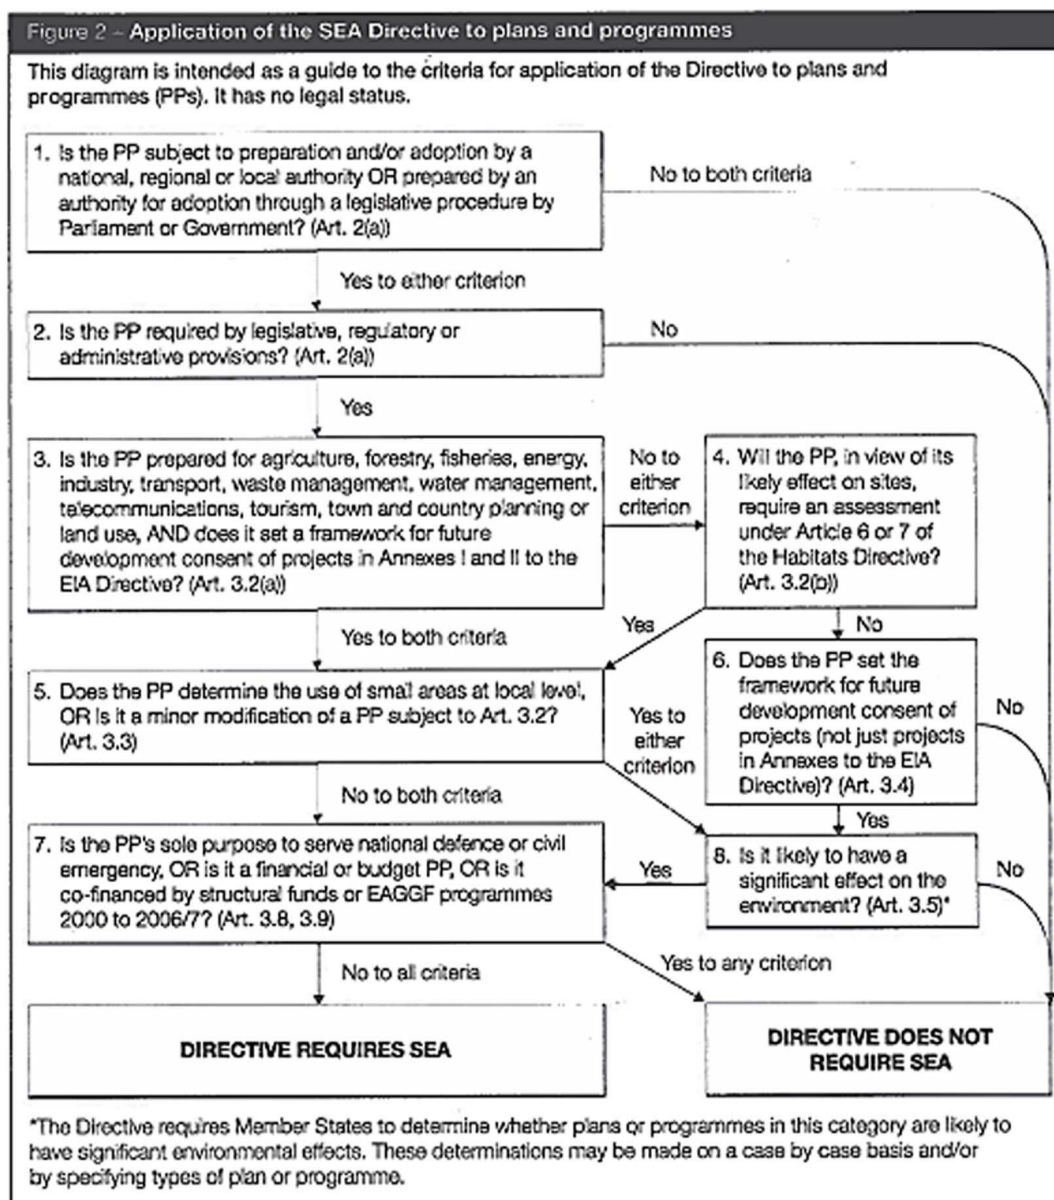 Figure 2 – Application of the SEA Directive to plans and programmes
This diagram is intended as a guide to the criteria for application of the Directive to plans and
programmes (PPs). It has no legal status.
1. Is the PP subject to preparation and/or adoption by a
national, regional or local authority OR prepared by an
authority for adoption through a legislative procedure by
Parliament or Government? (Art. 2(a))
No to both criteria
Yes to either criterion
2. Is the PP required by legislative, regulatory or
administrative provisions? (Art. 2(a))
No
Yes
3. Is the PP prepared for agriculture, forestry, fisheries, energy,
industry, transport, waste management, water management,
telecommunications, tourism, town and country planning or
land use, AND does it set a framework for future
development consent of projects in Annexes I and II to the
EIA Directive? (Art. 3.2(a))
No to
either
criterion
4. Will the PP, in view of its
likely effect on sites,
require an assessment
under Article 6 or 7 of
the Habitats Directive?
(Art. 3.2(b))
Yes to both criteria
Yes
No
5. Does the PP determine the use of small areas at local level,
OR is it a minor modification of a PP subject to Art. 3.2?
(Art. 3.3)
Yes to
either
criterion
6. Does the PP set the
framework for future
development consent of
projects (not just projects
in Annexes to the EIA
Directive)? (Art. 3.4)
No
No to both criteria
Yes
7. Is the PP's sole purpose to serve national defence or civil
emergency, OR is it a financial or budget PP, OR is it
co-financed by structural funds or EAGGF programmes
2000 to 2006/7? (Art. 3.8, 3.9)
Yes
8. Is it likely to have a
significant effect on the
environment? (Art. 3.5)*
No
No to all criteria
Yes to any criterion
DIRECTIVE REQUIRES SEA
DIRECTIVE DOES NOT
REQUIRE SEA
*The Directive requires Member States to determine whether plans or programmes in this category are likely to
have significant environmental effects. These determinations may be made on a case by case basis and/or
by specifying types of plan or programme.